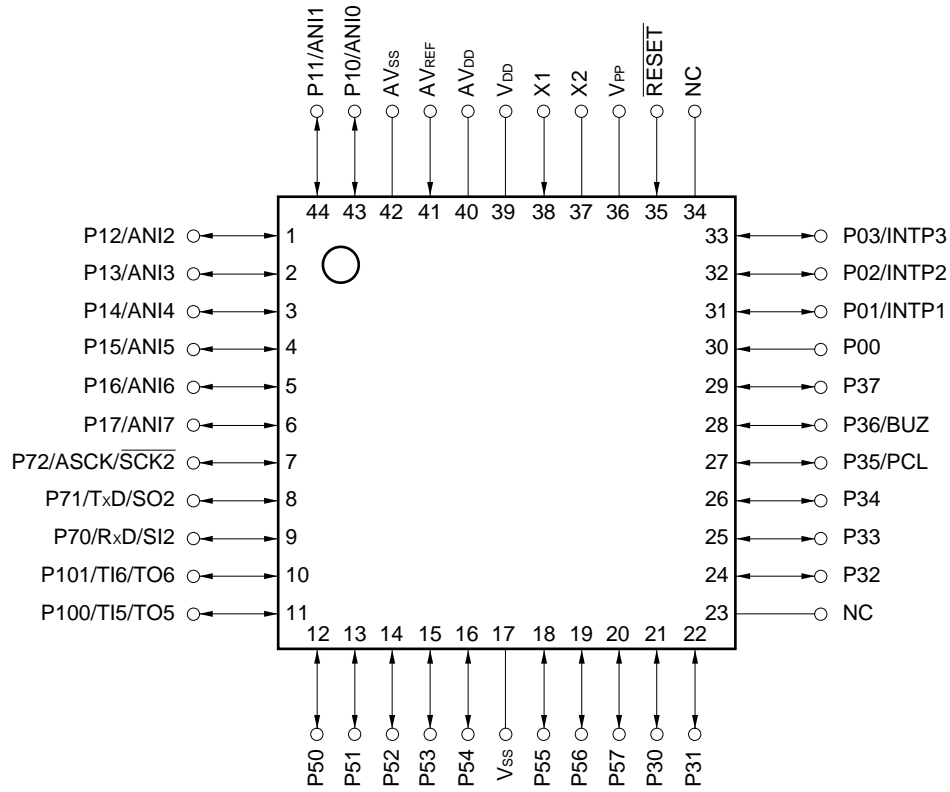 P11/ANI1
P10/ANI0
AVSS
AVREF
AVDD
VDD
X1
X2
VPP
RESET
NC
44 43 42 41 40 39 38 37 36 35 34
P12/ANI2 1
P13/ANI3 2
P14/ANI4 3
P15/ANI5 4
P16/ANI6 5
P17/ANI7 6
P72/ASCK/SCK2 7
P71/TxD/SO2 8
P70/RxD/SI2 9
P101/TI6/TO6 10
P100/TI5/TO5 11
33 P03/INTP3
32 P02/INTP2
31 P01/INTP1
30 P00
29 P37
28 P36/BUZ
27 P35/PCL
26 P34
25 P33
24 P32
23 NC
12 13 14 15 16 17 18 19 20 21 22
P50
P51
P52
P53
P54
VSS
P55
P56
P57
P30
P31